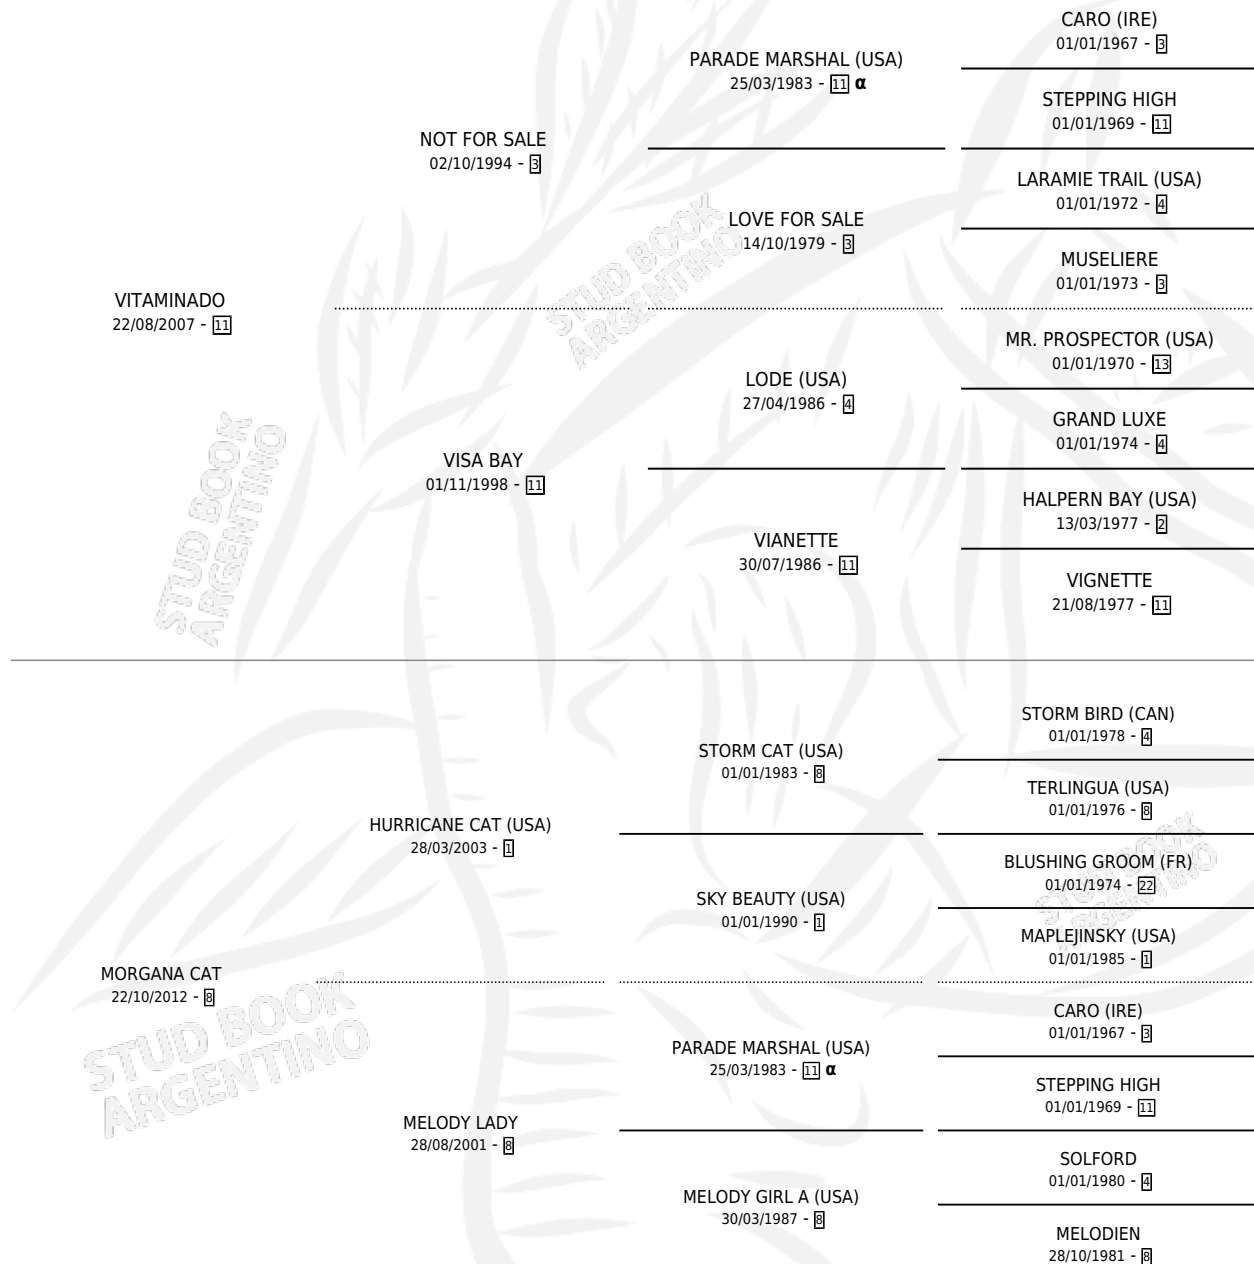 CARO (IRE)
01/01/1967 - 3
PARADE MARSHAL (USA)
25/03/1983 - 11 α
STEPPING HIGH
01/01/1969 - 11
NOT FOR SALE
02/10/1994 - 3
LARAMIE TRAIL (USA)
01/01/1972 - 4
LOVE FOR SALE
14/10/1979 - 3
MUSELIERE
01/01/1973 - 3
VITAMINADO
22/08/2007 - 11
MR. PROSPECTOR (USA)
01/01/1970 - 13
LODE (USA)
27/04/1986 - 4
GRAND LUXE
01/01/1974 - 4
VISA BAY
01/11/1998 - 11
HALPERN BAY (USA)
13/03/1977 - 2
VIANETTE
30/07/1986 - 11
VIGNETTE
21/08/1977 - 11
STORM BIRD (CAN)
01/01/1978 - 4
STORM CAT (USA)
01/01/1983 - 8
TERLINGUA (USA)
01/01/1976 - 8
HURRICANE CAT (USA)
28/03/2003 - 1
BLUSHING GROOM (FR)
01/01/1974 - 22
SKY BEAUTY (USA)
01/01/1990 - 1
MAPLEJINSKY (USA)
01/01/1985 - 1
MORGANA CAT
22/10/2012 - 8
CARO (IRE)
01/01/1967 - 3
PARADE MARSHAL (USA)
25/03/1983 - 11 α
STEPPING HIGH
01/01/1969 - 11
MELODY LADY
28/08/2001 - 8
SOLFORD
01/01/1980 - 4
MELODY GIRL A (USA)
30/03/1987 - 8
MELODIEN
28/10/1981 - 8
STUD BOOK
ARGENTINO
STUD BOOK
ARGENTINO
STUD BOOK
ARGENTINO
STUD BOOK
ARGENTINO